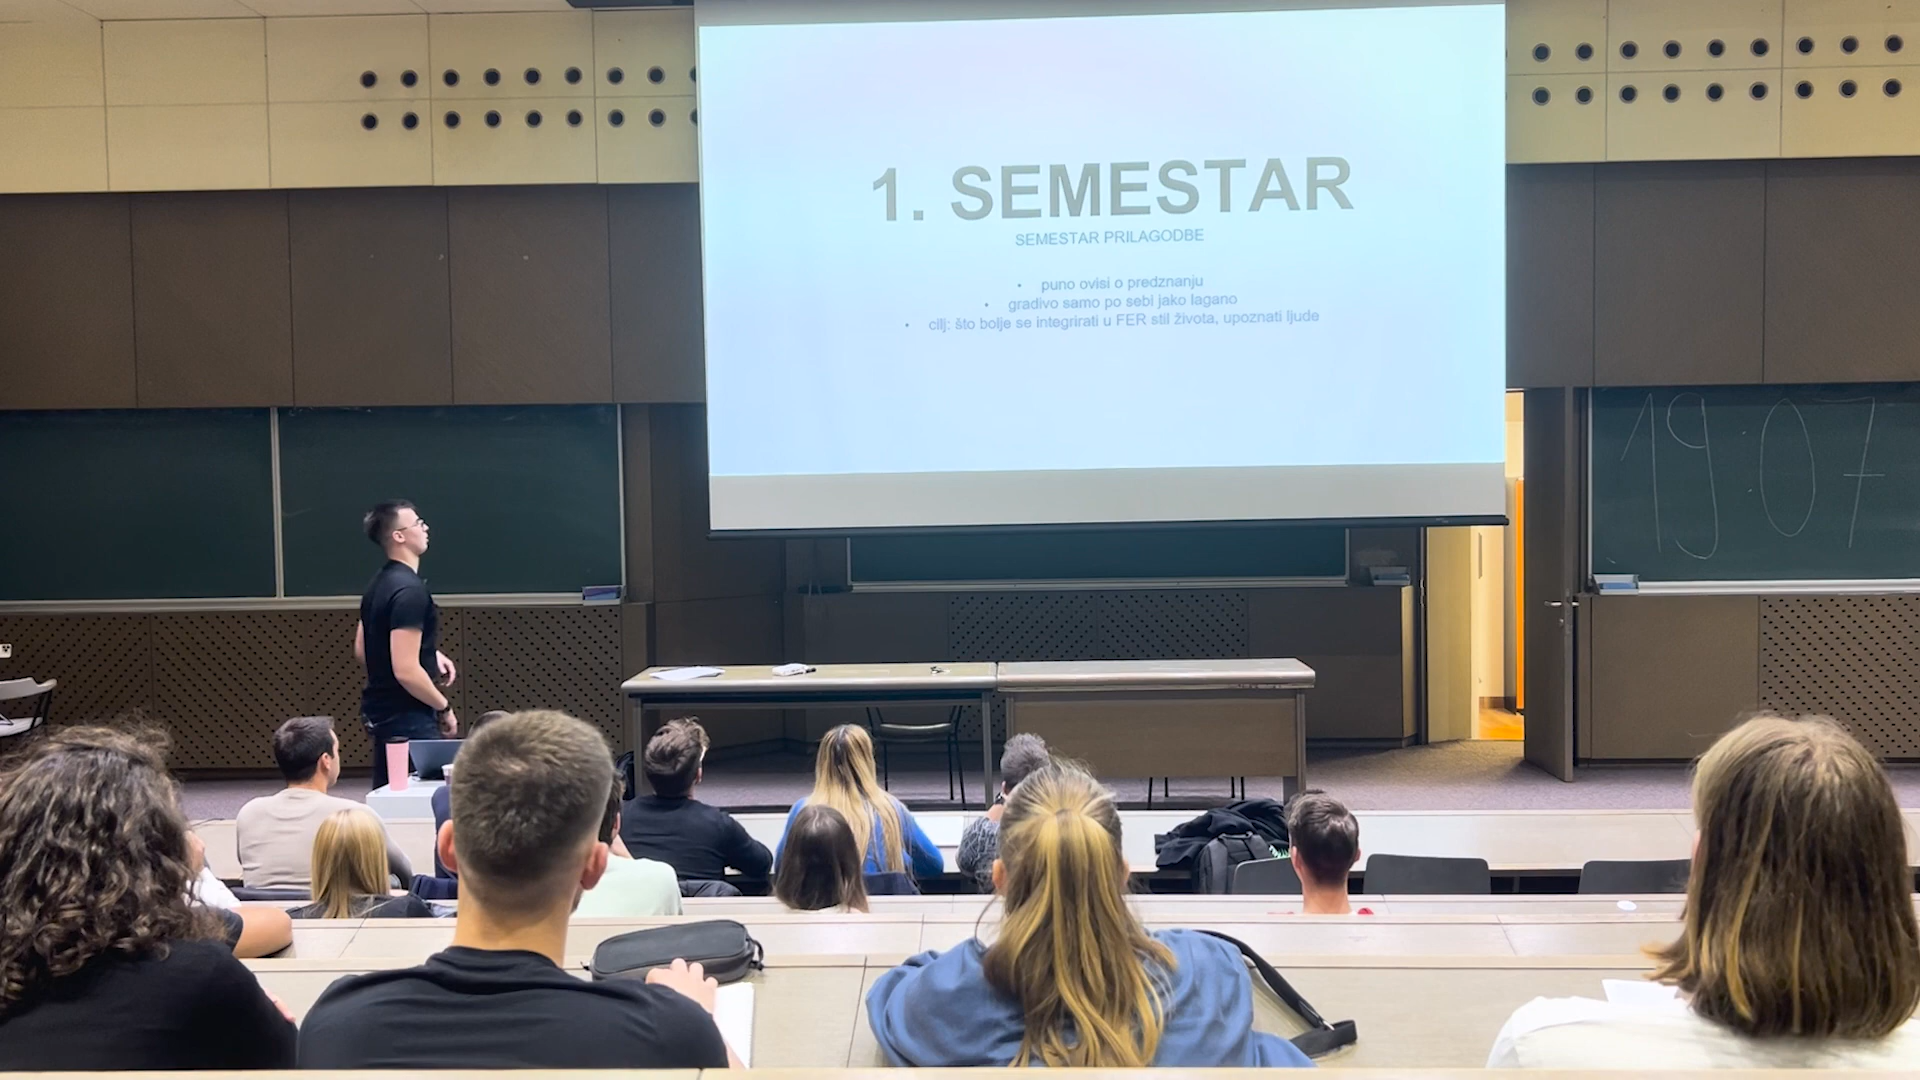 1. SEMESTAR
SEMESTAR PRILAGODBE
• puno ovisi o predznanju
• gradivo samo po sebi jako lagano
• cilj: što bolje se integrirati u FER stil života, upoznati ljude
19:07